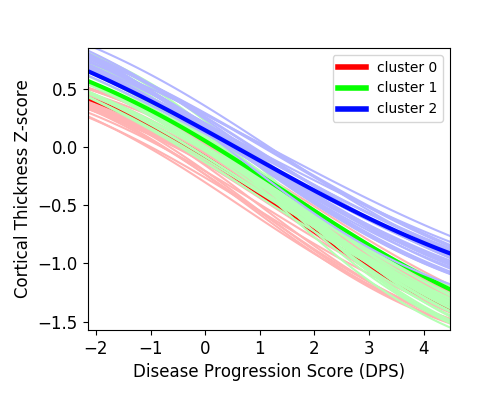 cluster 0
cluster 1
cluster 2
0.5
0.0
−0.5
−1.0
−1.5
Cortical Thickness Z-score
−2 −1 0 1 2 3 4
Disease Progression Score (DPS)